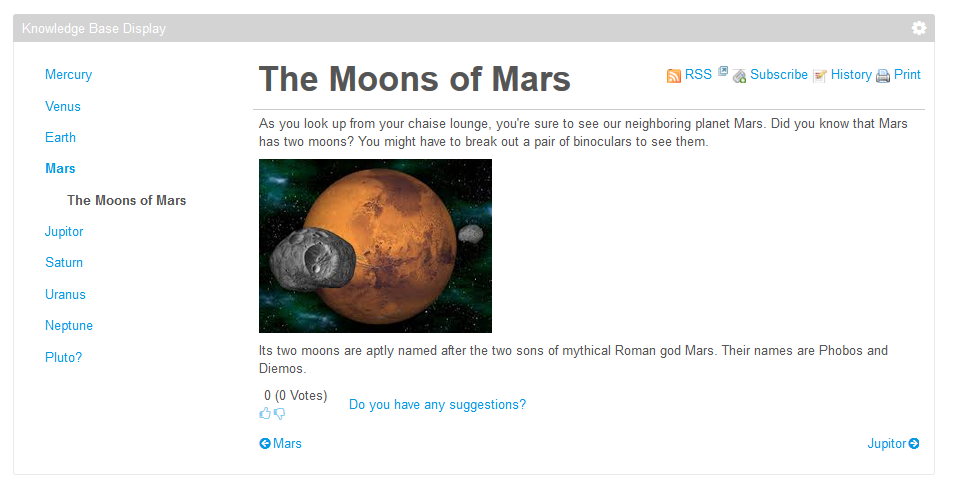 Knowledge Base Display
Mercury
Venus
Earth
Mars
The Moons of Mars
Jupitor
Saturn
Uranus
Neptune
Pluto?
The Moons of Mars
RSS Subscribe History Print
As you look up from your chaise lounge, you're sure to see our neighboring planet Mars. Did you know that Mars
has two moons? You might have to break out a pair of binoculars to see them.
Its two moons are aptly named after the two sons of mythical Roman god Mars. Their names are Phobos and
Diemos.
0 (0 Votes)
Do you have any suggestions?
Mars
Jupitor